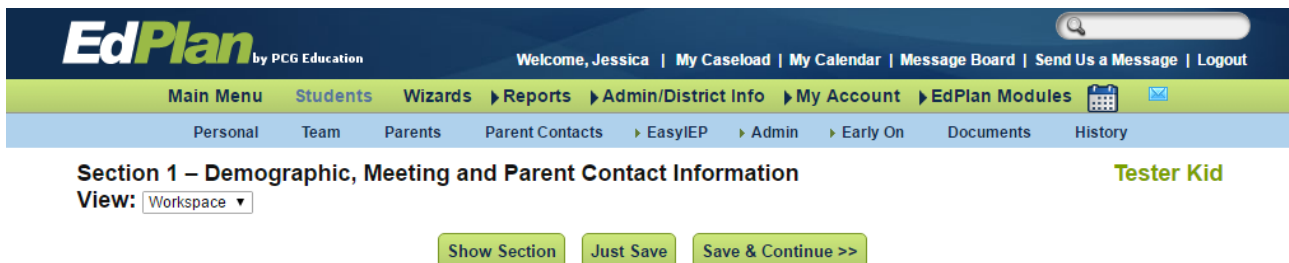 EdPlan by PCG Education
Welcome, Jessica | My Caseload | My Calendar | Message Board | Send Us a Message | Logout
Main Menu Students Wizards Reports Admin/District Info My Account EdPlan Modules
Personal Team Parents Parent Contacts EasyIEP Admin Early On Documents History
Section 1 – Demographic, Meeting and Parent Contact Information Tester Kid
View: Workspace
Show Section Just Save Save & Continue >>